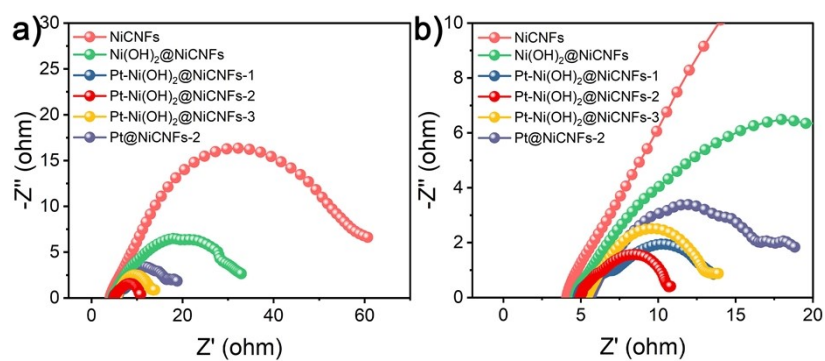 a)
30
25
20
15
10
5
0
-Z" (ohm)
NiCNFs
Ni(OH)₂@NiCNFs
Pt-Ni(OH)₂@NiCNFs-1
Pt-Ni(OH)₂@NiCNFs-2
Pt-Ni(OH)₂@NiCNFs-3
Pt@NiCNFs-2
0 20 40 60
Z' (ohm)
b)
10
8
6
4
2
0
-Z" (ohm)
NiCNFs
Ni(OH)₂@NiCNFs
Pt-Ni(OH)₂@NiCNFs-1
Pt-Ni(OH)₂@NiCNFs-2
Pt-Ni(OH)₂@NiCNFs-3
Pt@NiCNFs-2
0 5 10 15 20
Z' (ohm)